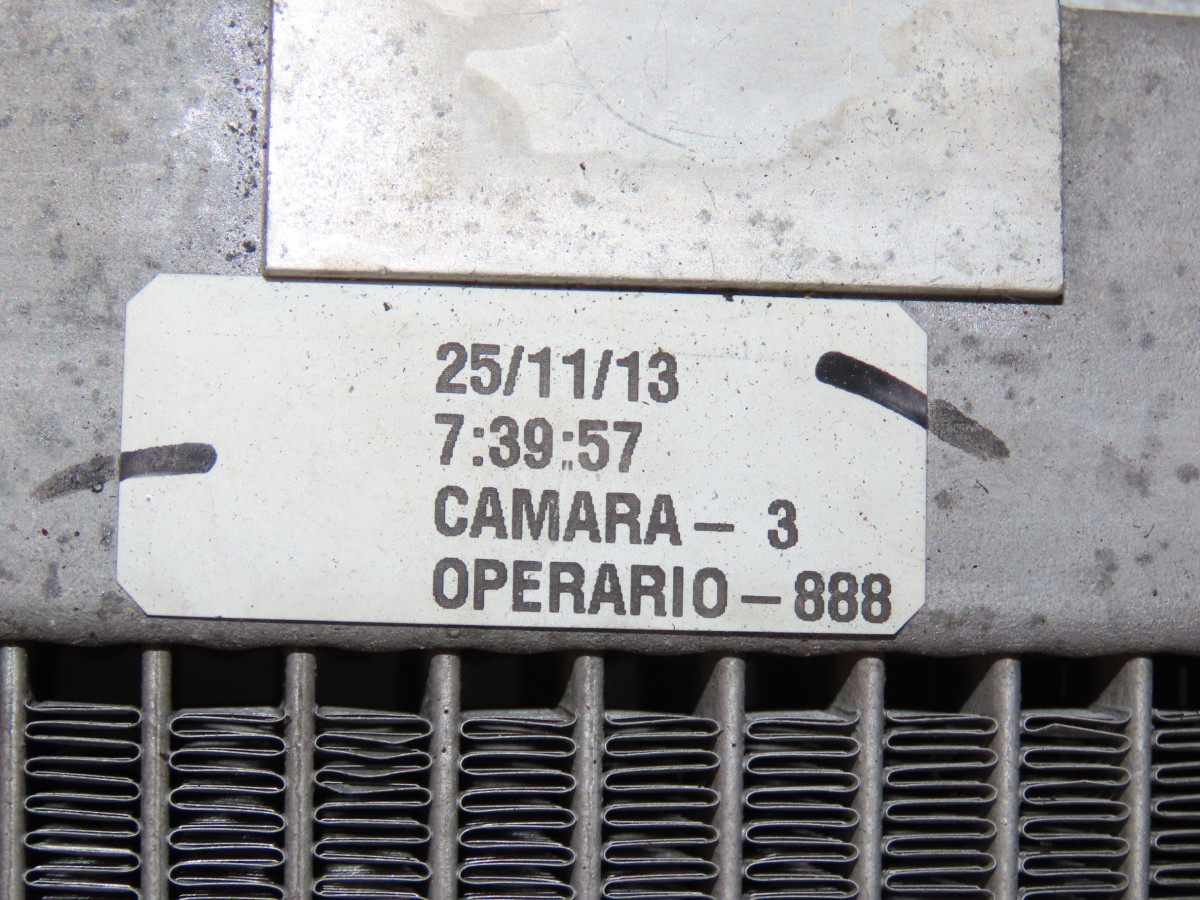 25/11/13
7:39:57
CAMARA - 3
OPERARIO - 888